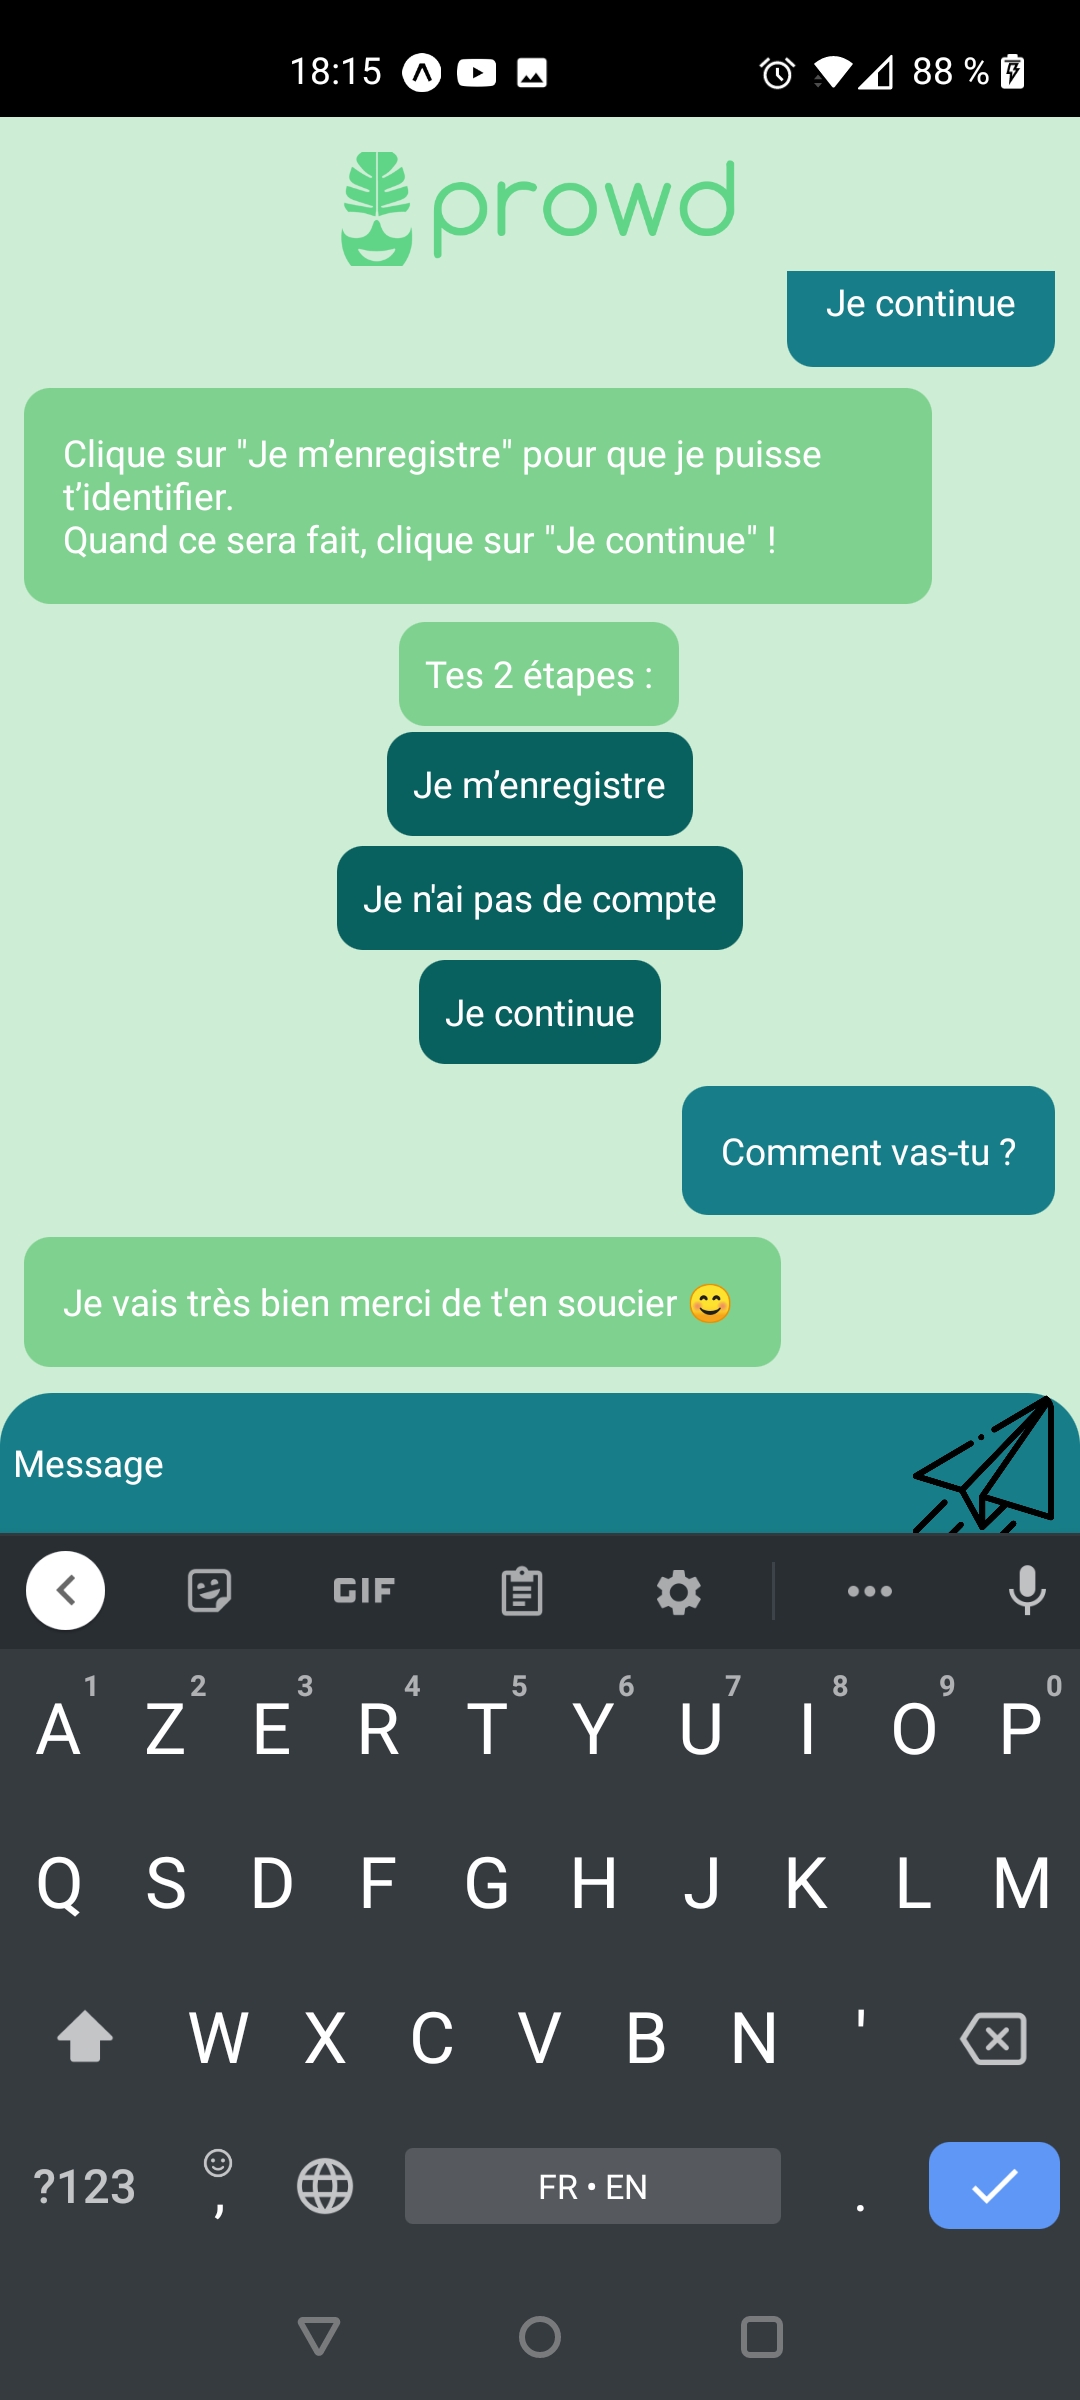 18:15
88 %
prowd
Je continue
Clique sur "Je m’enregistre" pour que je puisse
t’identifier.
Quand ce sera fait, clique sur "Je continue" !
Tes 2 étapes :
Je m’enregistre
Je n'ai pas de compte
Je continue
Comment vas-tu ?
Je vais très bien merci de t'en soucier 😊
Message
GIF
1 2 3 4 5 6 7 8 9 0
A Z E R T Y U I O P
Q S D F G H J K L M
W X C V B N '
?123 , FR • EN .